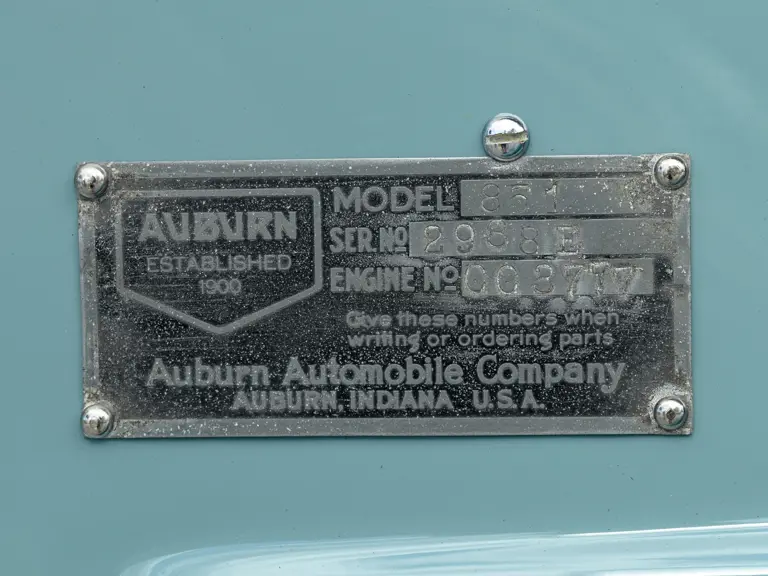 AUBURN
ESTABLISHED
1900
MODEL 851
SER. NO 2968 E
ENGINE NO
Give these numbers when
writing or ordering parts
Auburn Automobile Company
AUBURN, INDIANA U.S.A.